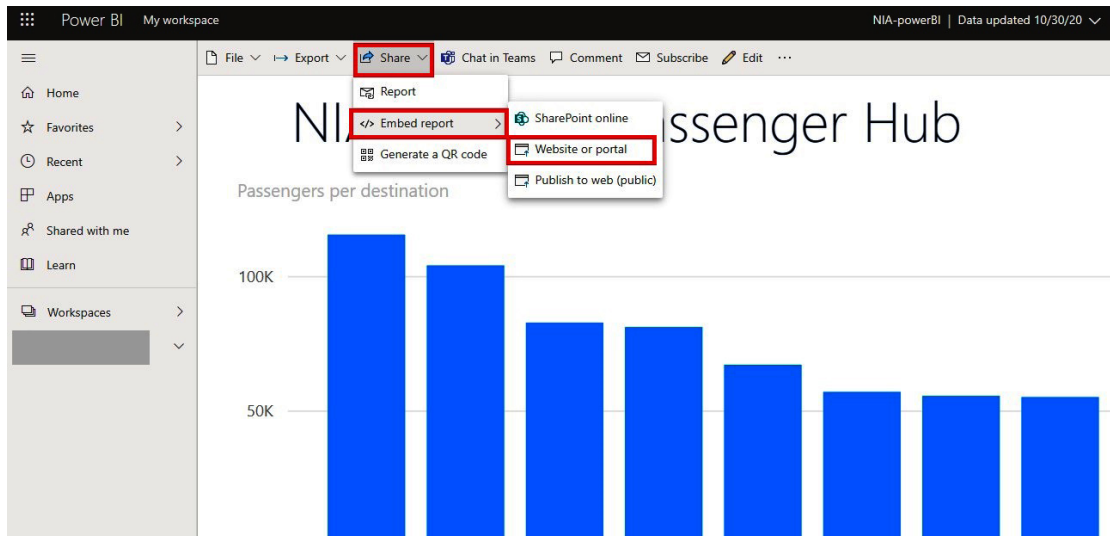 Power BI My workspace
NIA-powerBI | Data updated 10/30/20
File Export Share Chat in Teams Comment Subscribe Edit ...
Home
Favorites
Recent
Apps
Shared with me
Learn
Workspaces
Report
</> Embed report
Generate a QR code
SharePoint online
Website or portal
Publish to web (public)
NI ssenger Hub
Passengers per destination
100K
50K